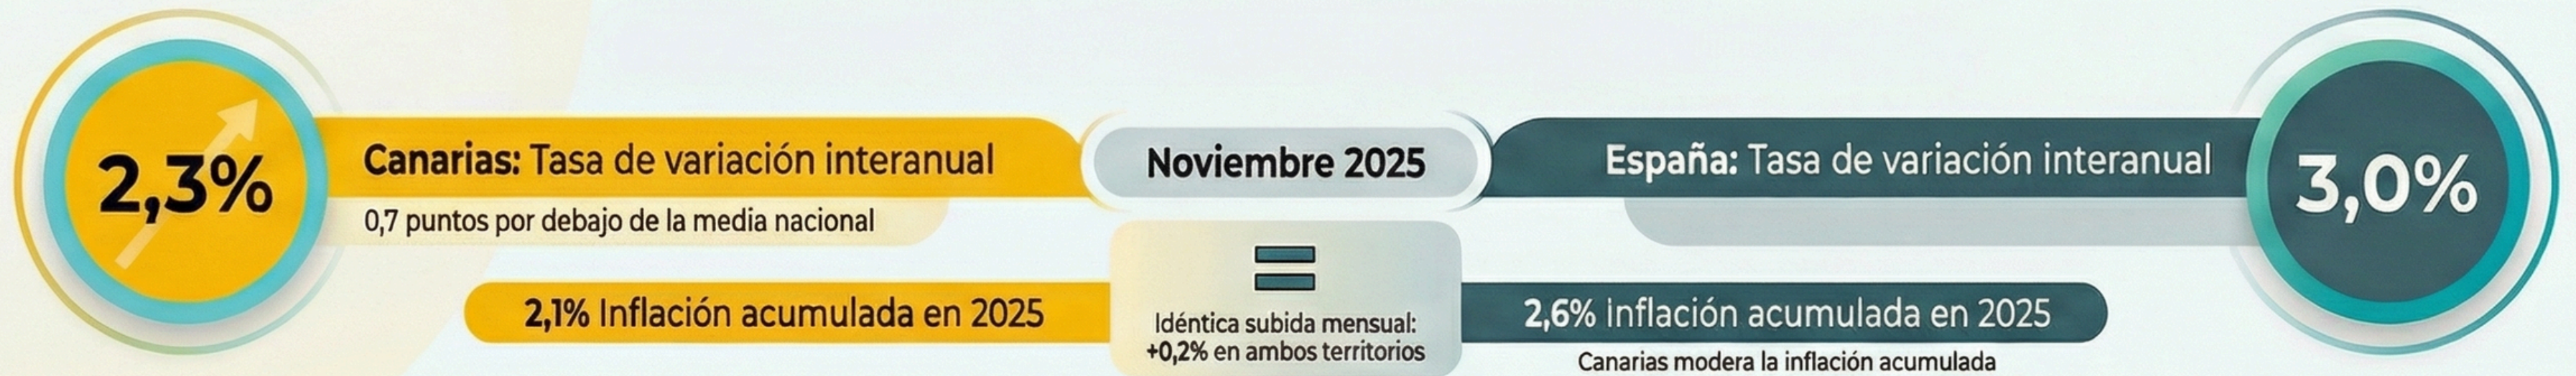 2,3%
Canarias: Tasa de variación interanual
0,7 puntos por debajo de la media nacional
2,1% Inflación acumulada en 2025
Noviembre 2025
Idéntica subida mensual:
+0,2% en ambos territorios
España: Tasa de variación interanual
3,0%
2,6% inflación acumulada en 2025
Canarias modera la inflación acumulada